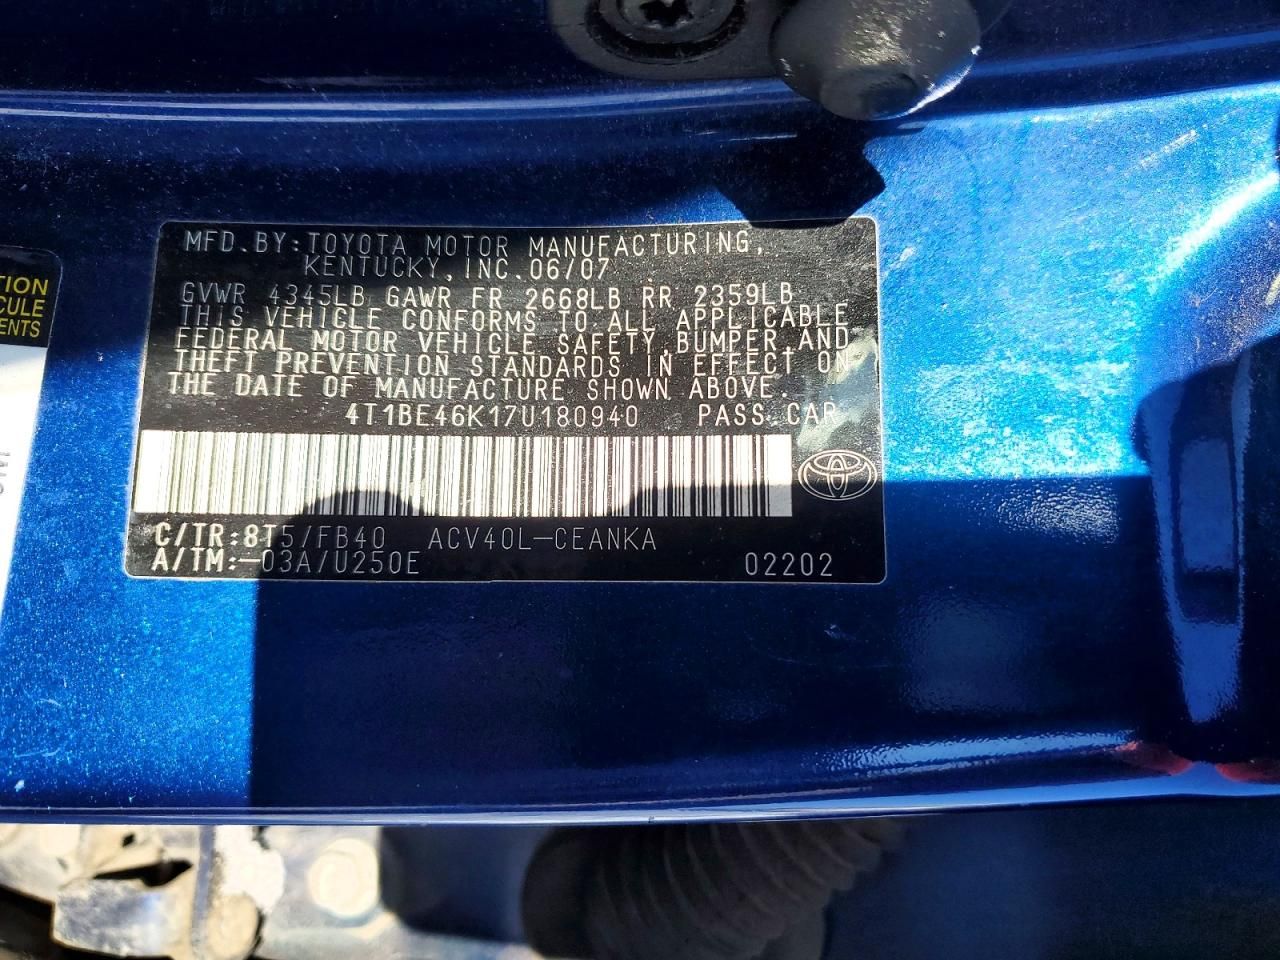 MFD.BY:TOYOTA MOTOR MANUFACTURING,
KENTUCKY,INC.06/07
GVWR 4345LB GAWR FR 2668LB RR 2359LB
THIS VEHICLE CONFORMS TO ALL APPLICABLE
FEDERAL MOTOR VEHICLE SAFETY,BUMPER,AND
THEFT PREVENTION STANDARDS IN EFFECT ON
THE DATE OF MANUFACTURE SHOWN ABOVE.
4T1BE46K17U180940 PASS.CAR
C/TR:8T5/FB40 ACV40L-CEANKA
A/TM:-03A/U250E 02202